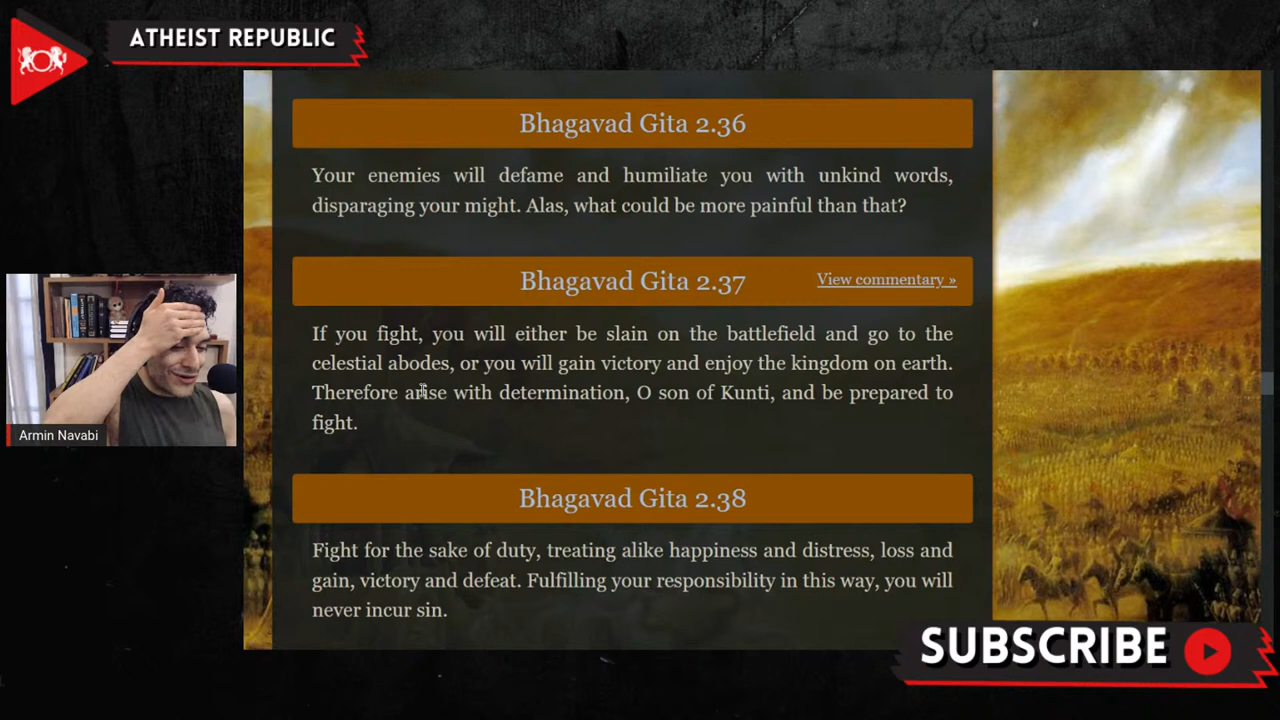 ATHEIST REPUBLIC
Bhagavad Gita 2.36
Your enemies will defame and humiliate you with unkind words,
disparaging your might. Alas, what could be more painful than that?
Bhagavad Gita 2.37
View commentary »
If you fight, you will either be slain on the battlefield and go to the
celestial abodes, or you will gain victory and enjoy the kingdom on earth.
Therefore arise with determination, O son of Kunti, and be prepared to
fight.
Armin Navabi
Bhagavad Gita 2.38
Fight for the sake of duty, treating alike happiness and distress, loss and
gain, victory and defeat. Fulfilling your responsibility in this way, you will
never incur sin.
SUBSCRIBE